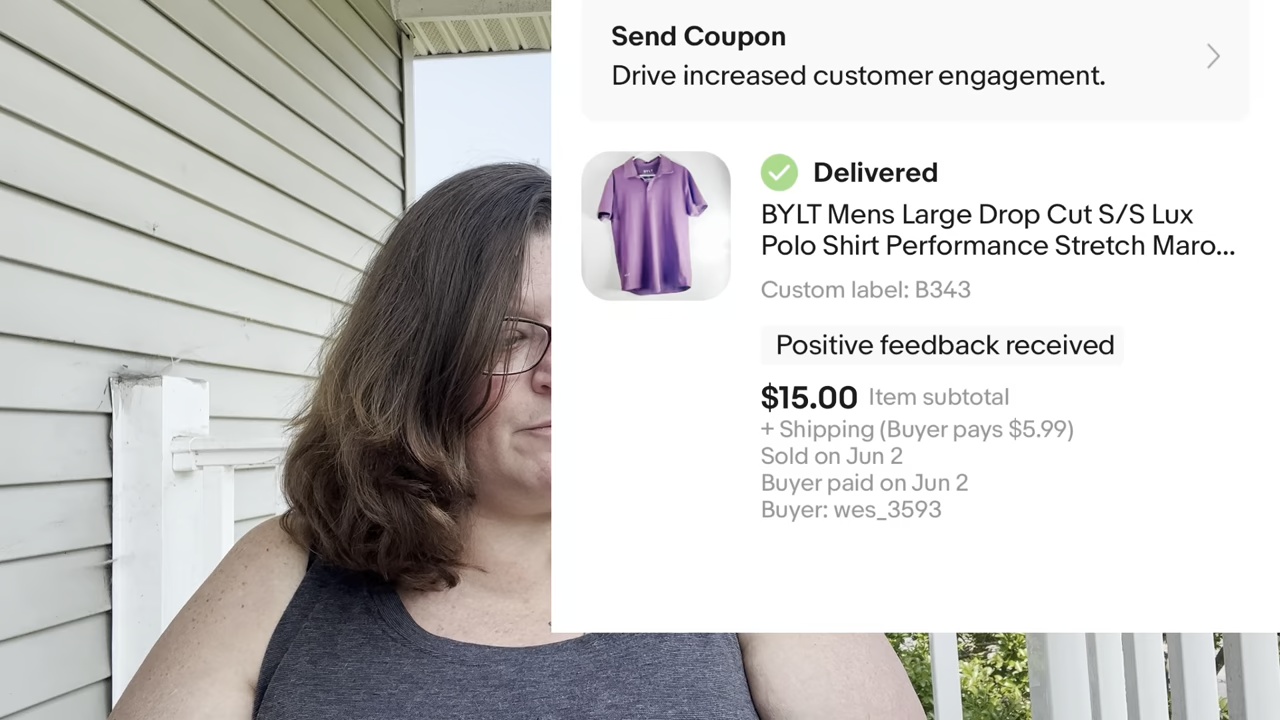 Send Coupon
Drive increased customer engagement.
Delivered
BYLT Mens Large Drop Cut S/S Lux
Polo Shirt Performance Stretch Maro...
Custom label: B343
Positive feedback received
$15.00 Item subtotal
+ Shipping (Buyer pays $5.99)
Sold on Jun 2
Buyer paid on Jun 2
Buyer: wes_3593